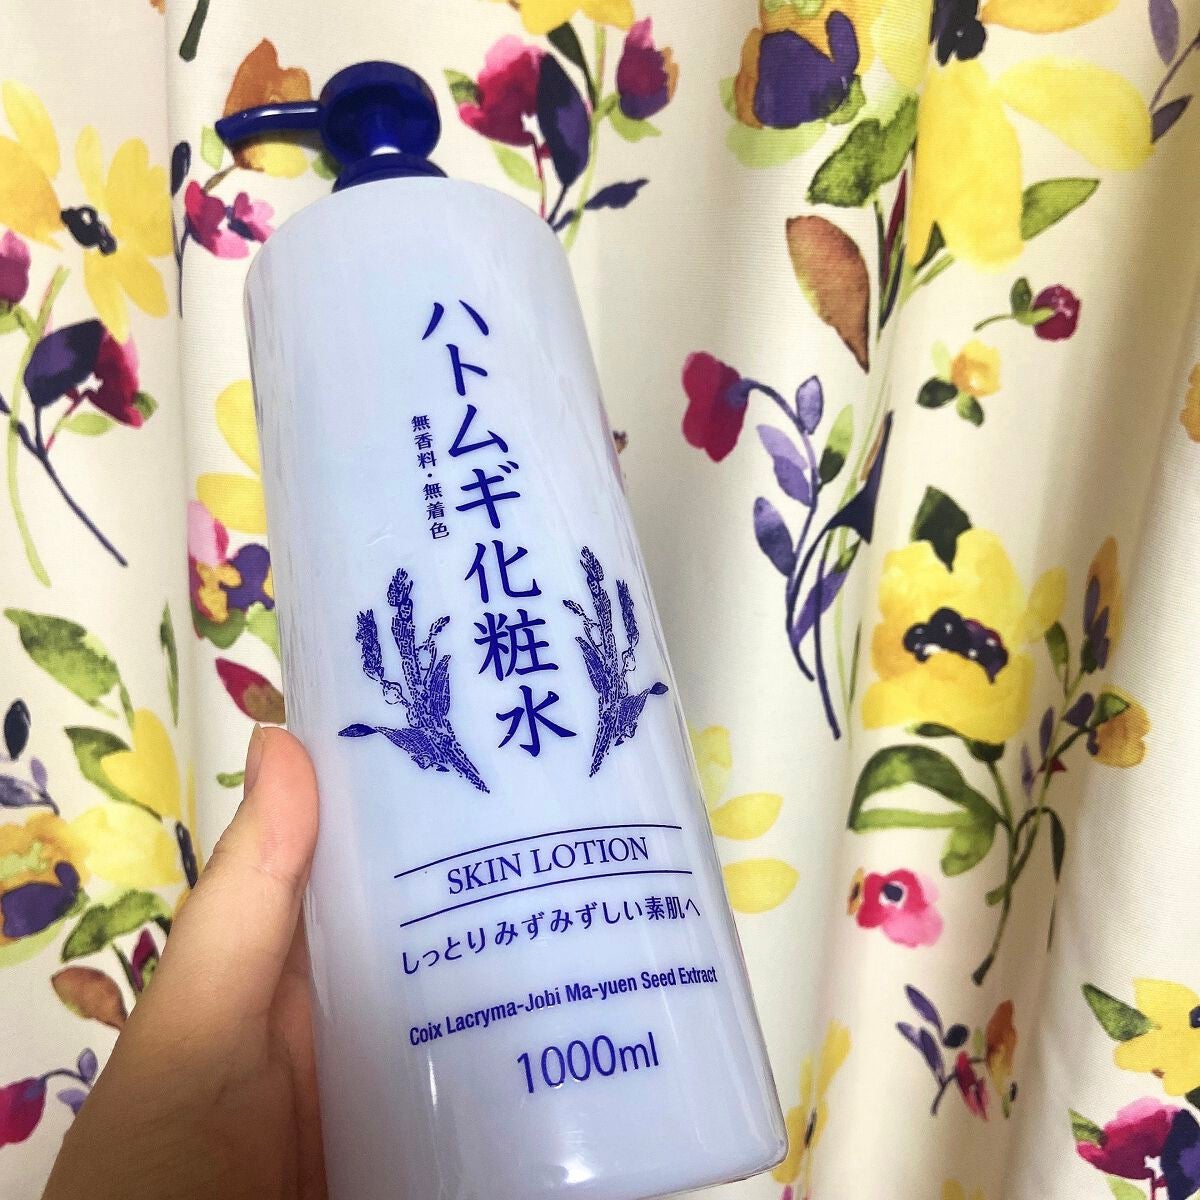 ハトムギ化粧水
無香料・無着色
SKIN LOTION
しっとりみずみずしい素肌へ
Coix Lacryma-Jobi Ma-yuen Seed Extract
1000ml